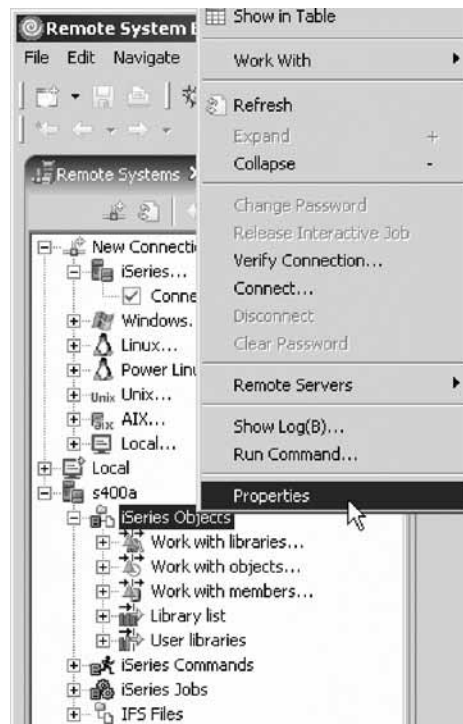 Remote System E
File Edit Navigate
Remote Systems
New Connecti
iSeries...
Conne
Windows.
Linux...
Power Linu
Unix Unix...
AIX...
Local...
Local
s400a
iSeries Objects
Work with libraries...
Work with objects...
Work with members...
Library list
User libraries
iSeries Commands
iSeries Jobs
IFS Files
Show in Table
Work With
Refresh
Expand +
Collapse -
Change Password
Release Interactive Job
Verify Connection...
Connect...
Disconnect
Clear Password
Remote Servers
Show Log(B)...
Run Command...
Properties